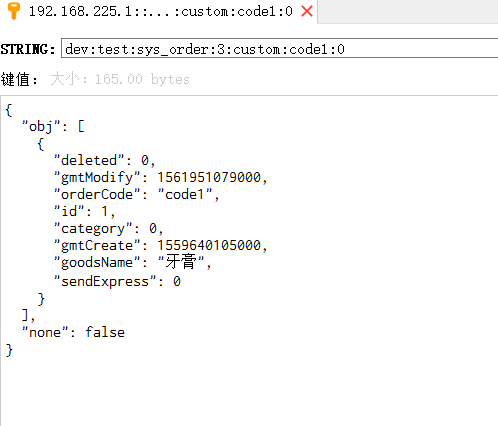 192.168.225.1::...:custom:code1:0
STRING: dev:test:sys_order:3:custom:code1:0
键值: 大小: 165.00 bytes
{
"obj": [
{
"deleted": 0,
"gmtModify": 1561951079000,
"orderCode": "code1",
"id": 1,
"category": 0,
"gmtCreate": 1559640105000,
"goodsName": "牙膏",
"sendExpress": 0
}
],
"none": false
}